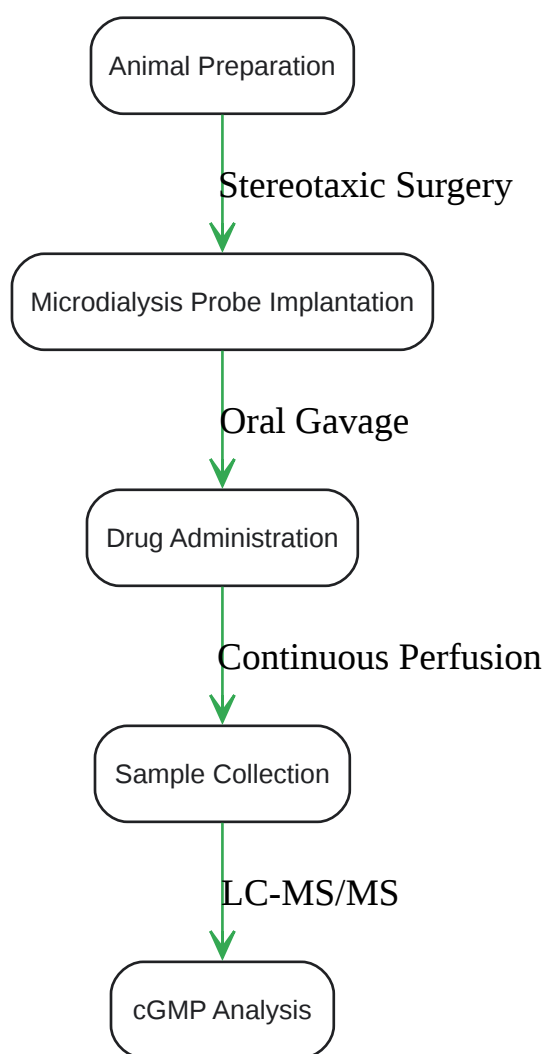 Animal Preparation
Stereotaxic Surgery
Microdialysis Probe Implantation
Oral Gavage
Drug Administration
Continuous Perfusion
Sample Collection
LC-MS/MS
cGMP Analysis